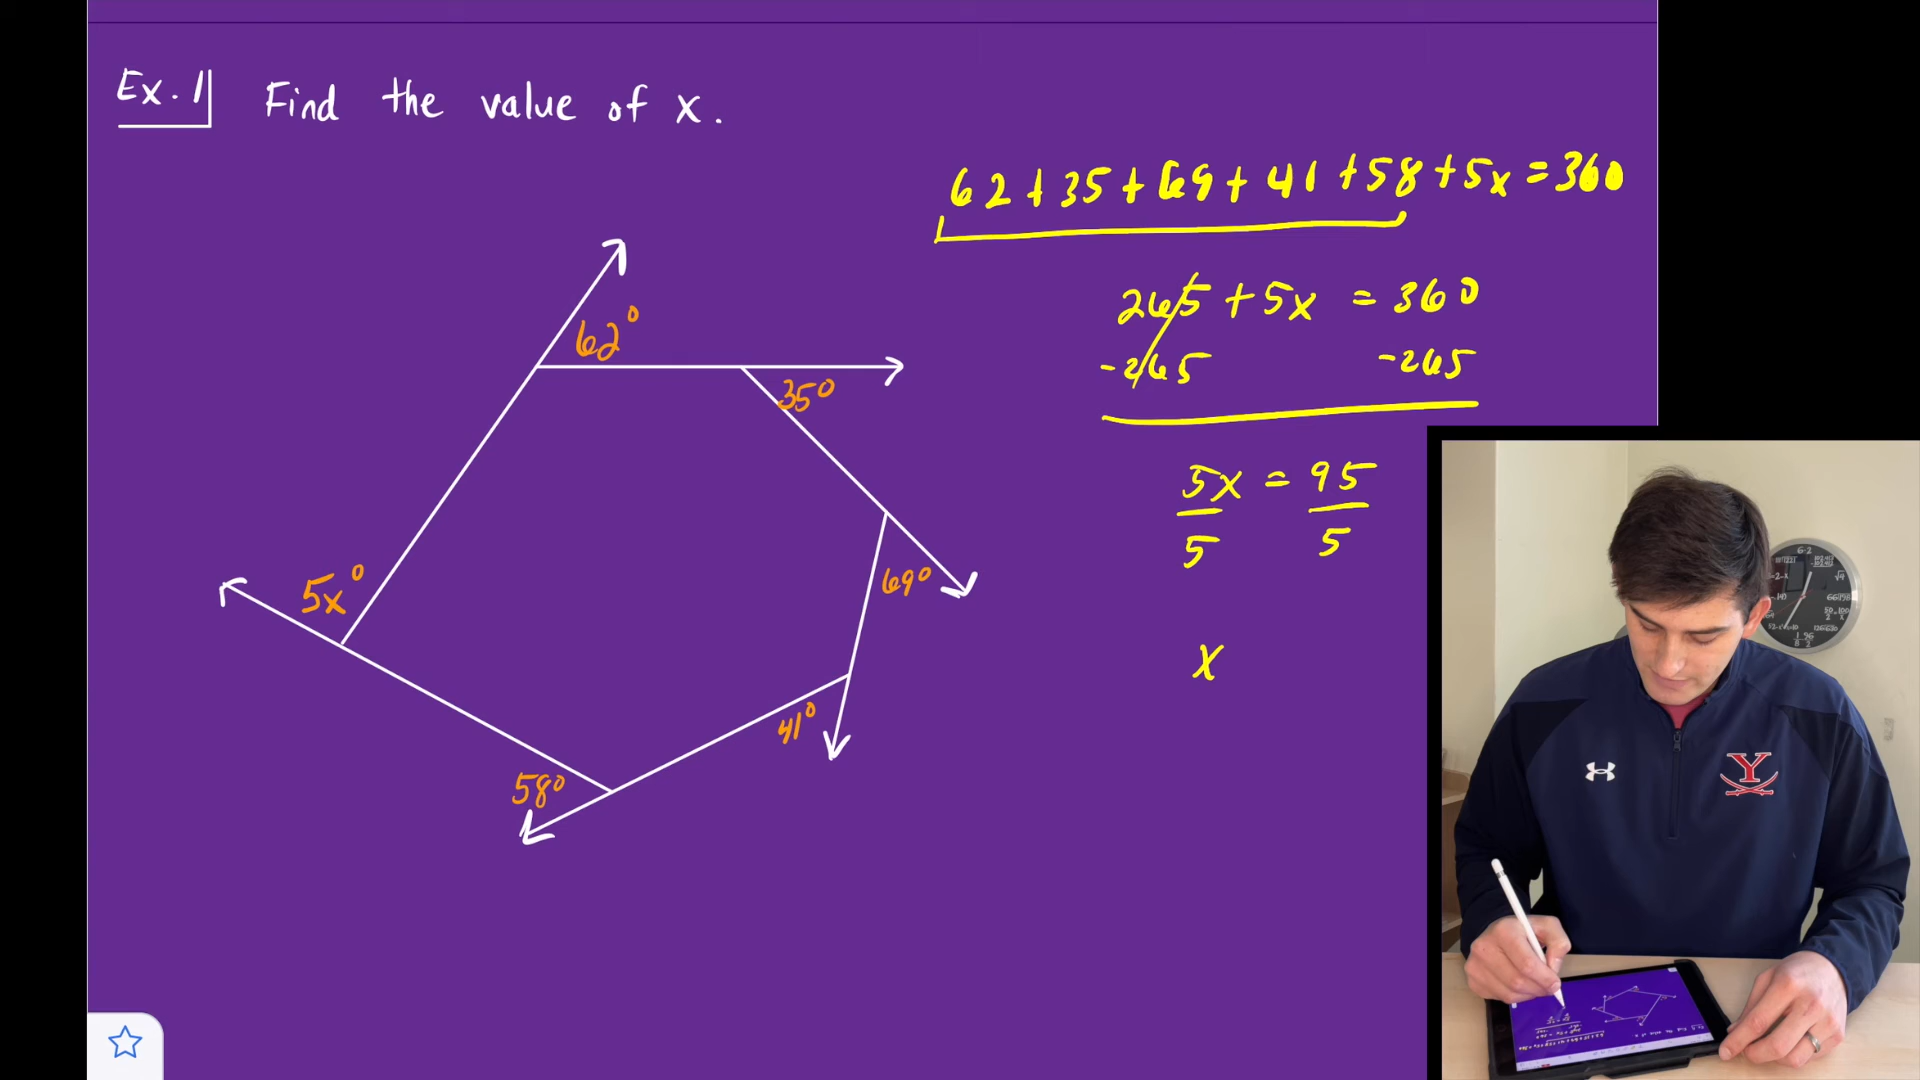 Ex. 1 Find the value of x.
62 + 35 + 69 + 41 + 58 + 5x = 360
265 + 5x = 360
-265 -265
5x = 95
5 5
x
62°
35°
5x°
69°
41°
58°
Y